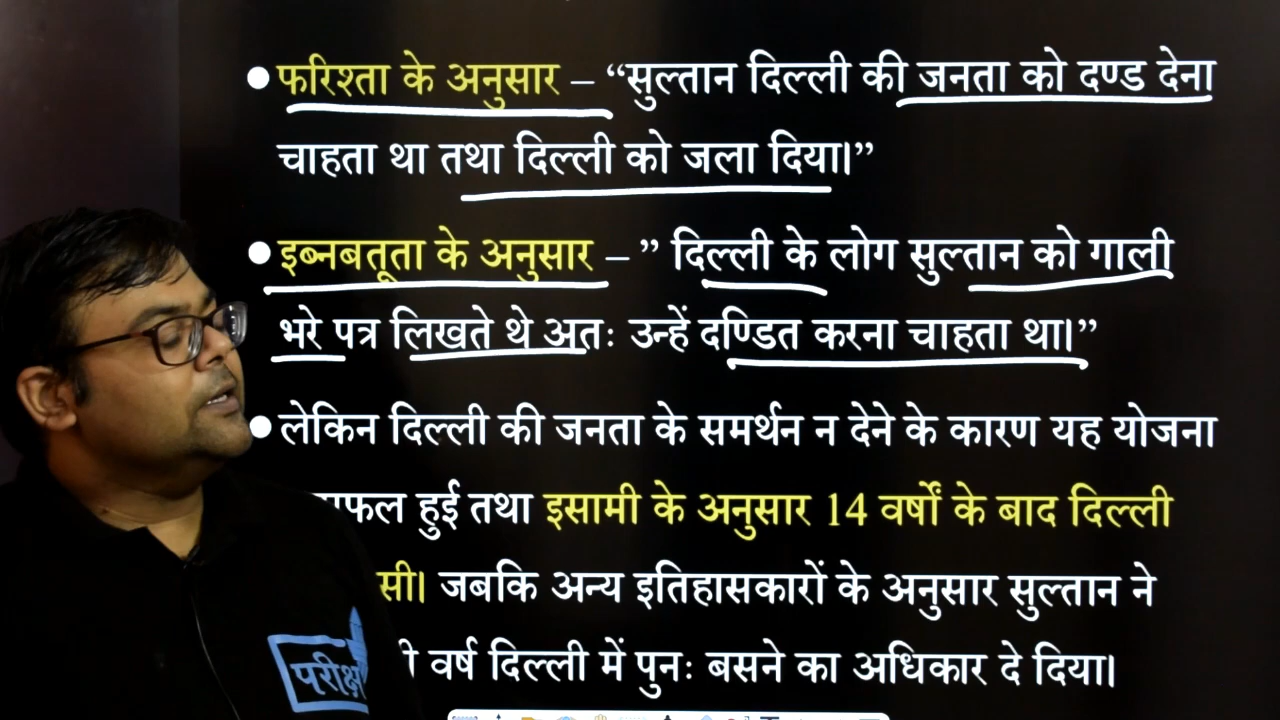 • फरिश्ता के अनुसार – “सुल्तान दिल्ली की जनता को दण्ड देना
चाहता था तथा दिल्ली को जला दिया।”
• इब्नबतूता के अनुसार – ” दिल्ली के लोग सुल्तान को गाली
भरे पत्र लिखते थे अतः उन्हें दण्डित करना चाहता था।”
• लेकिन दिल्ली की जनता के समर्थन न देने के कारण यह योजना
हुई तथा इसामी के अनुसार 14 वर्षों के बाद दिल्ली
जबकि अन्य इतिहासकारों के अनुसार सुल्तान ने
वर्ष दिल्ली में पुनः बसने का अधिकार दे दिया।